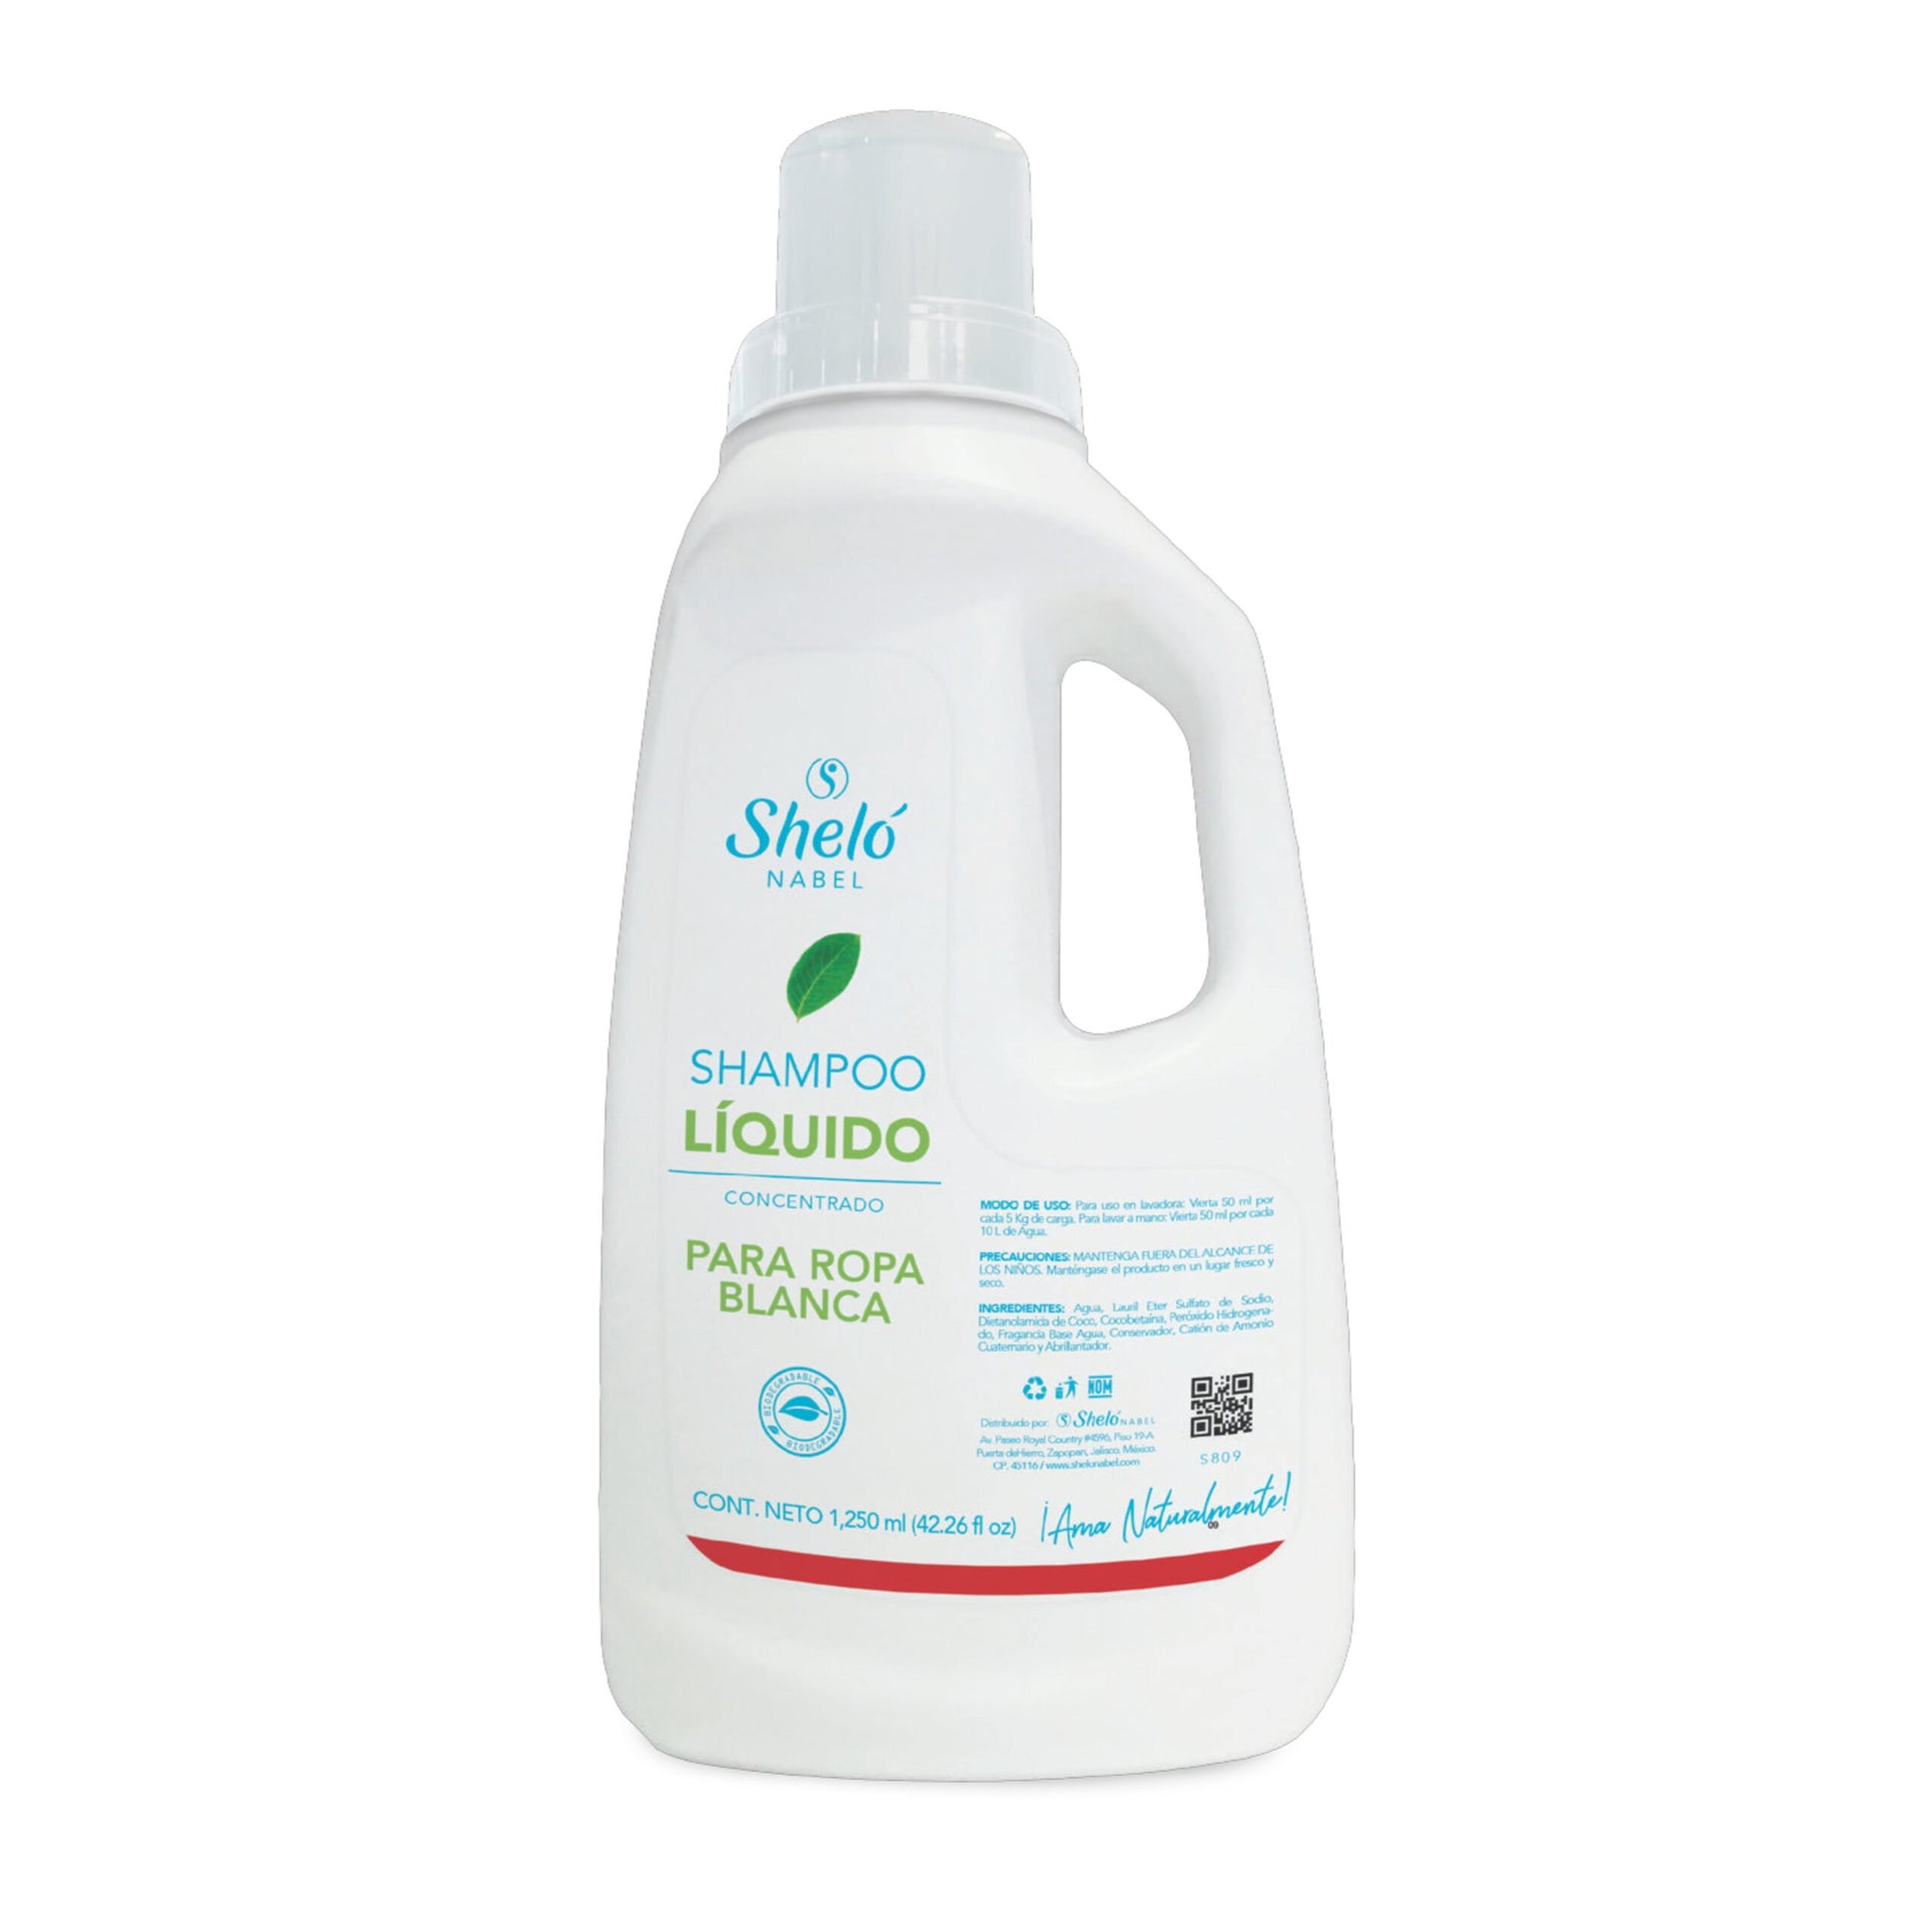 Sheló
NABEL
SHAMPOO
LÍQUIDO
CONCENTRADO
PARA ROPA
BLANCA
BIODEGRADABLE
BIODEGRADABLE
CONT. NETO 1,250 ml (42.26 fl oz)
MODO DE USO: Para uso en lavadora: Vierta 50 ml por
cada 5 Kg de carga. Para lavar a mano: Vierta 50 ml por cada
10 L de Agua.
PRECAUCIONES: MANTENGA FUERA DEL ALCANCE DE
LOS NIÑOS. Manténgase el producto en un lugar fresco y
seco.
INGREDIENTES: Agua, Lauril Eter Sulfato de Sodio,
Dietanolamida de Coco, Cocobetaína, Peróxido Hidrogena-
do, Fragancia Base Agua, Conservador, Catión de Amonio
Cuaternario y Abrillantador.
NOM
Distribuido por: Sheló NABEL
Av. Paseo Royal Country #4596, Piso 19-A
Puerta de Hierro, Zapopan, Jalisco, México.
CP. 45116 / www.shelonabel.com
S809
¡Ama Naturalmente!
09